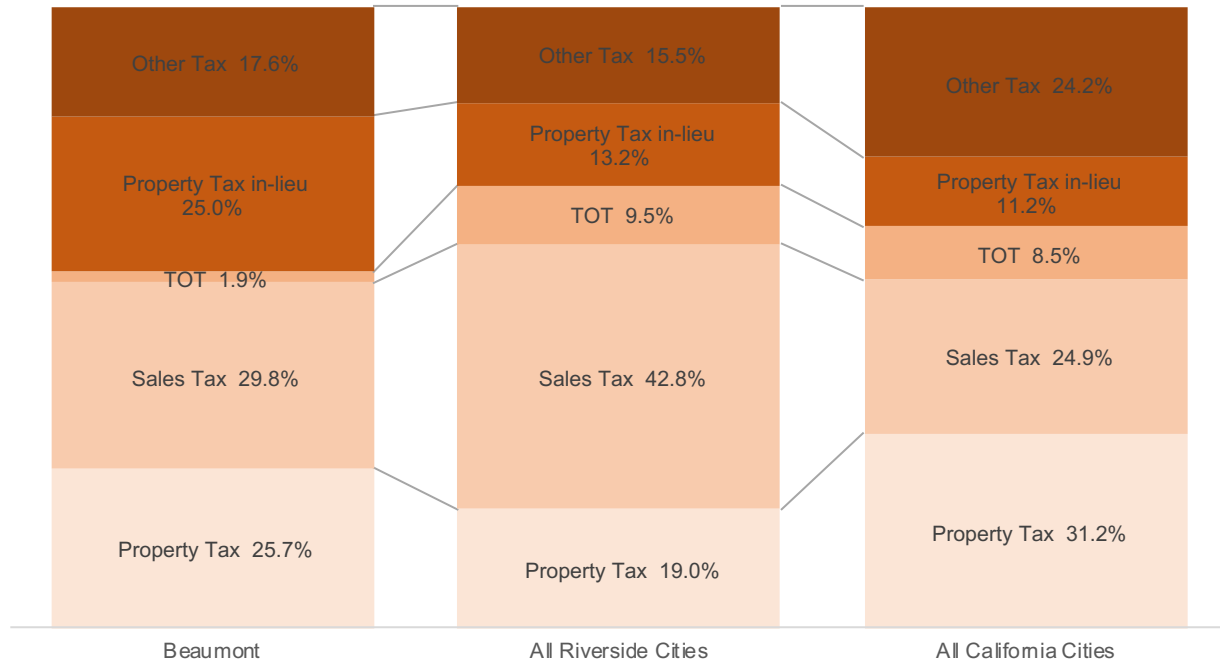 Other Tax 17.6%
Property Tax in-lieu
25.0%
TOT 1.9%
Sales Tax 29.8%
Property Tax 25.7%
Other Tax 15.5%
Property Tax in-lieu
13.2%
TOT 9.5%
Sales Tax 42.8%
Property Tax 19.0%
Other Tax 24.2%
Property Tax in-lieu
11.2%
TOT 8.5%
Sales Tax 24.9%
Property Tax 31.2%
Beaumont
All Riverside Cities
All California Cities